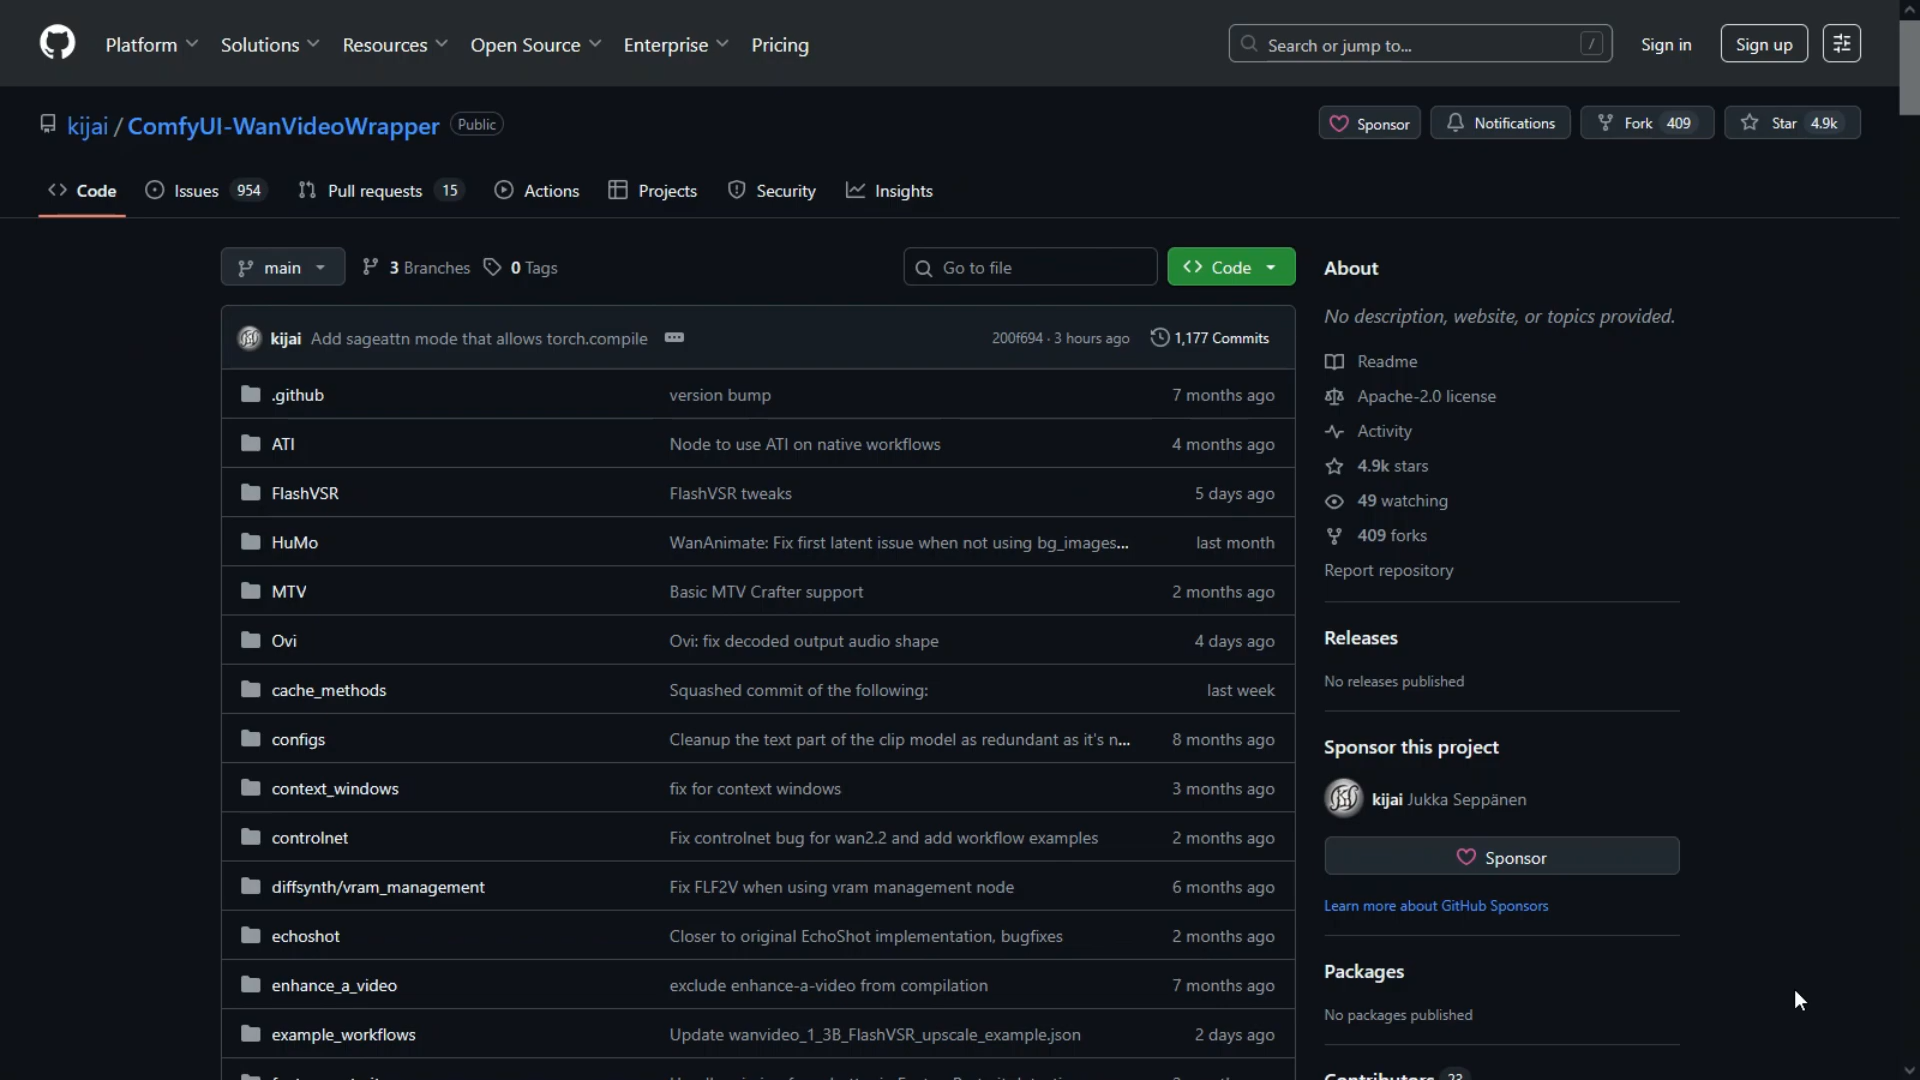 Platform Solutions Resources Open Source Enterprise Pricing Search or jump to... / Sign in Sign up
kijai / ComfyUI-WanVideoWrapper Public Sponsor Notifications Fork 409 Star 4.9k
Code Issues 954 Pull requests 15 Actions Projects Security Insights
main 3 Branches 0 Tags Go to file Code
kijai Add sageattn mode that allows torch.compile 200f694 · 3 hours ago 1,177 Commits
.github version bump 7 months ago
ATI Node to use ATI on native workflows 4 months ago
FlashVSR FlashVSR tweaks 5 days ago
HuMo WanAnimate: Fix first latent issue when not using bg_images... last month
MTV Basic MTV Crafter support 2 months ago
Ovi Ovi: fix decoded output audio shape 4 days ago
cache_methods Squashed commit of the following: last week
configs Cleanup the text part of the clip model as redundant as it's n... 8 months ago
context_windows fix for context windows 3 months ago
controlnet Fix controlnet bug for wan2.2 and add workflow examples 2 months ago
diffsynth/vram_management Fix FLF2V when using vram management node 6 months ago
echoshot Closer to original EchoShot implementation, bugfixes 2 months ago
enhance_a_video exclude enhance-a-video from compilation 7 months ago
example_workflows Update wanvideo_1_3B_FlashVSR_upscale_example.json 2 days ago
About
No description, website, or topics provided.
Readme
Apache-2.0 license
Activity
4.9k stars
49 watching
409 forks
Report repository
Releases
No releases published
Sponsor this project
kijai Jukka Seppänen
Sponsor
Learn more about GitHub Sponsors
Packages
No packages published
Contributors 23